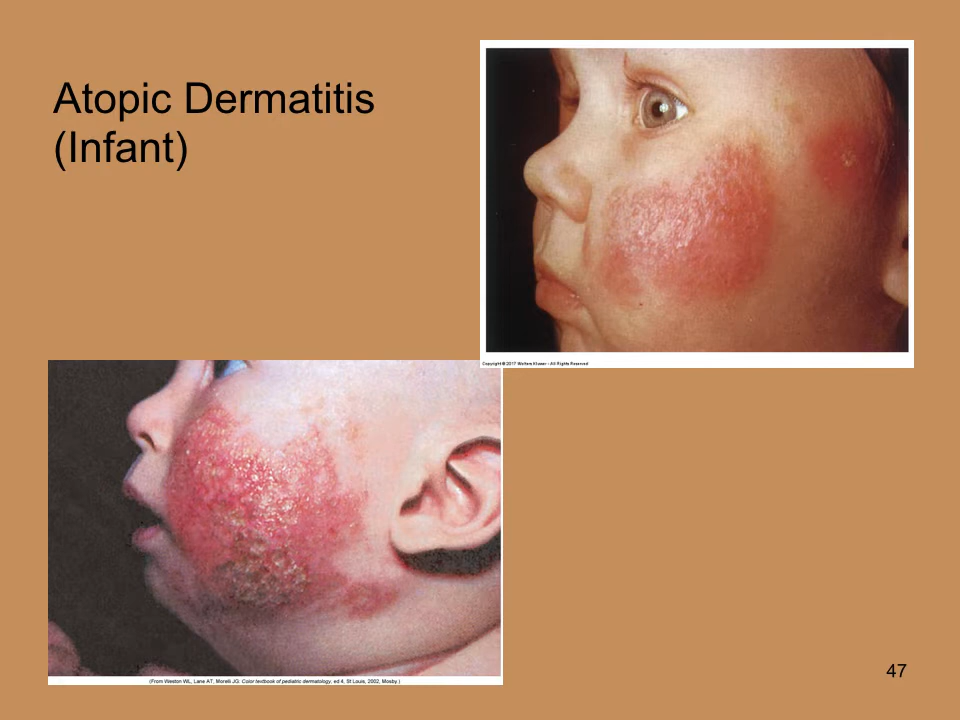 Atopic Dermatitis
(Infant)
Copyright © 2017 Wolters Kluwer - All Rights Reserved
(From Weston WL, Lane AT, Morelli JG: Color textbook of pediatric dermatology, ed 4, St Louis, 2002, Mosby.)
47